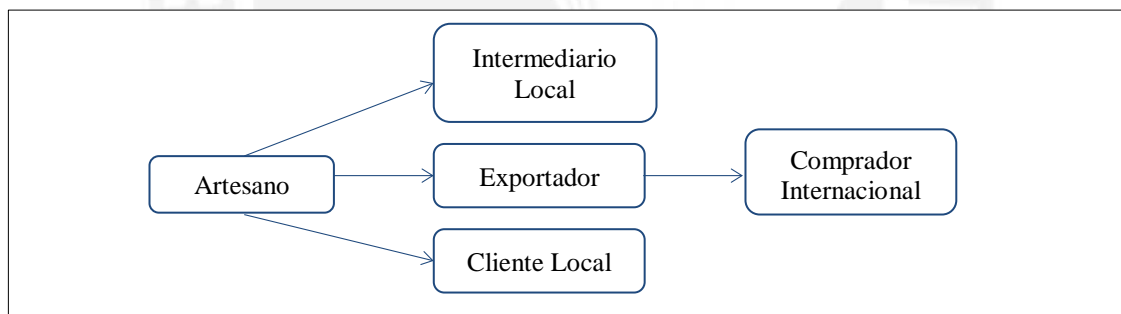 Intermediario
Local
Artesano
Exportador
Comprador
Internacional
Cliente Local